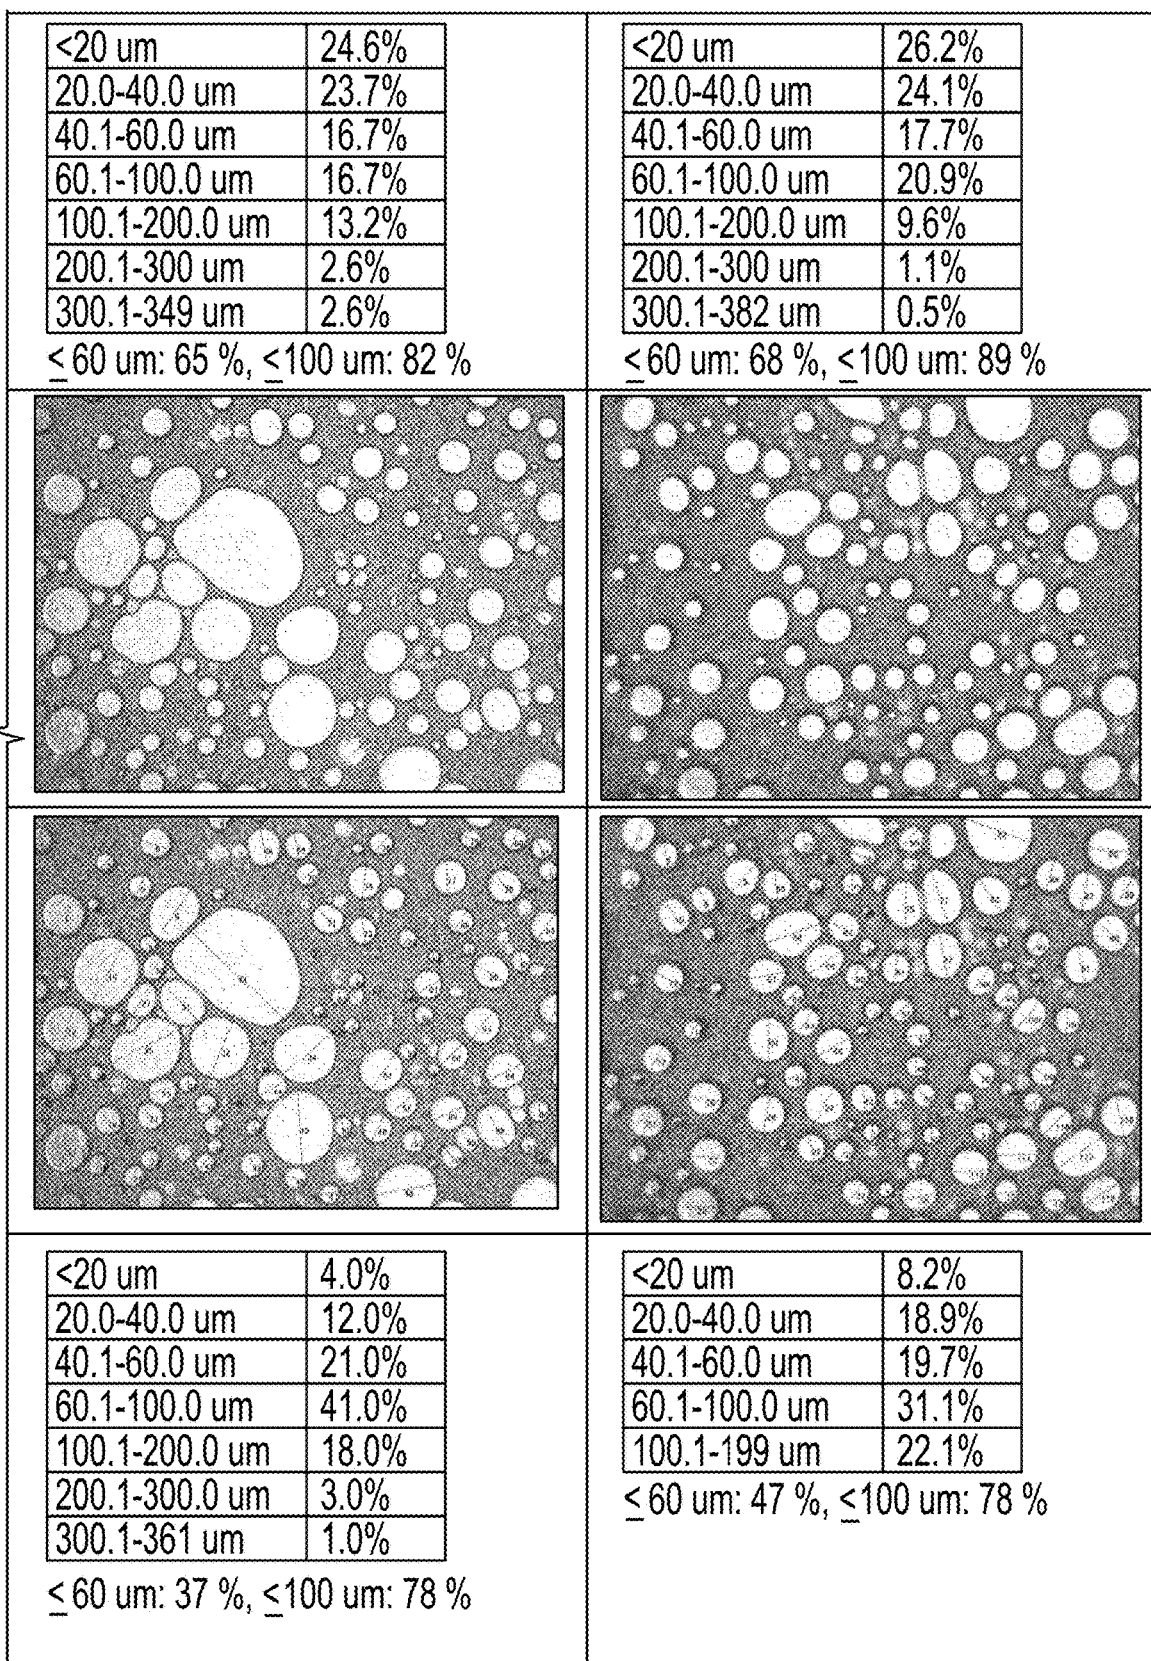 <20 um 24.6%
20.0-40.0 um 23.7%
40.1-60.0 um 16.7%
60.1-100.0 um 16.7%
100.1-200.0 um 13.2%
200.1-300 um 2.6%
300.1-349 um 2.6%
≤ 60 um: 65 %, ≤100 um: 82 %
<20 um 26.2%
20.0-40.0 um 24.1%
40.1-60.0 um 17.7%
60.1-100.0 um 20.9%
100.1-200.0 um 9.6%
200.1-300 um 1.1%
300.1-382 um 0.5%
≤ 60 um: 68 %, ≤100 um: 89 %
<20 um 4.0%
20.0-40.0 um 12.0%
40.1-60.0 um 21.0%
60.1-100.0 um 41.0%
100.1-200.0 um 18.0%
200.1-300.0 um 3.0%
300.1-361 um 1.0%
≤ 60 um: 37 %, ≤100 um: 78 %
<20 um 8.2%
20.0-40.0 um 18.9%
40.1-60.0 um 19.7%
60.1-100.0 um 31.1%
100.1-199 um 22.1%
≤ 60 um: 47 %, ≤100 um: 78 %